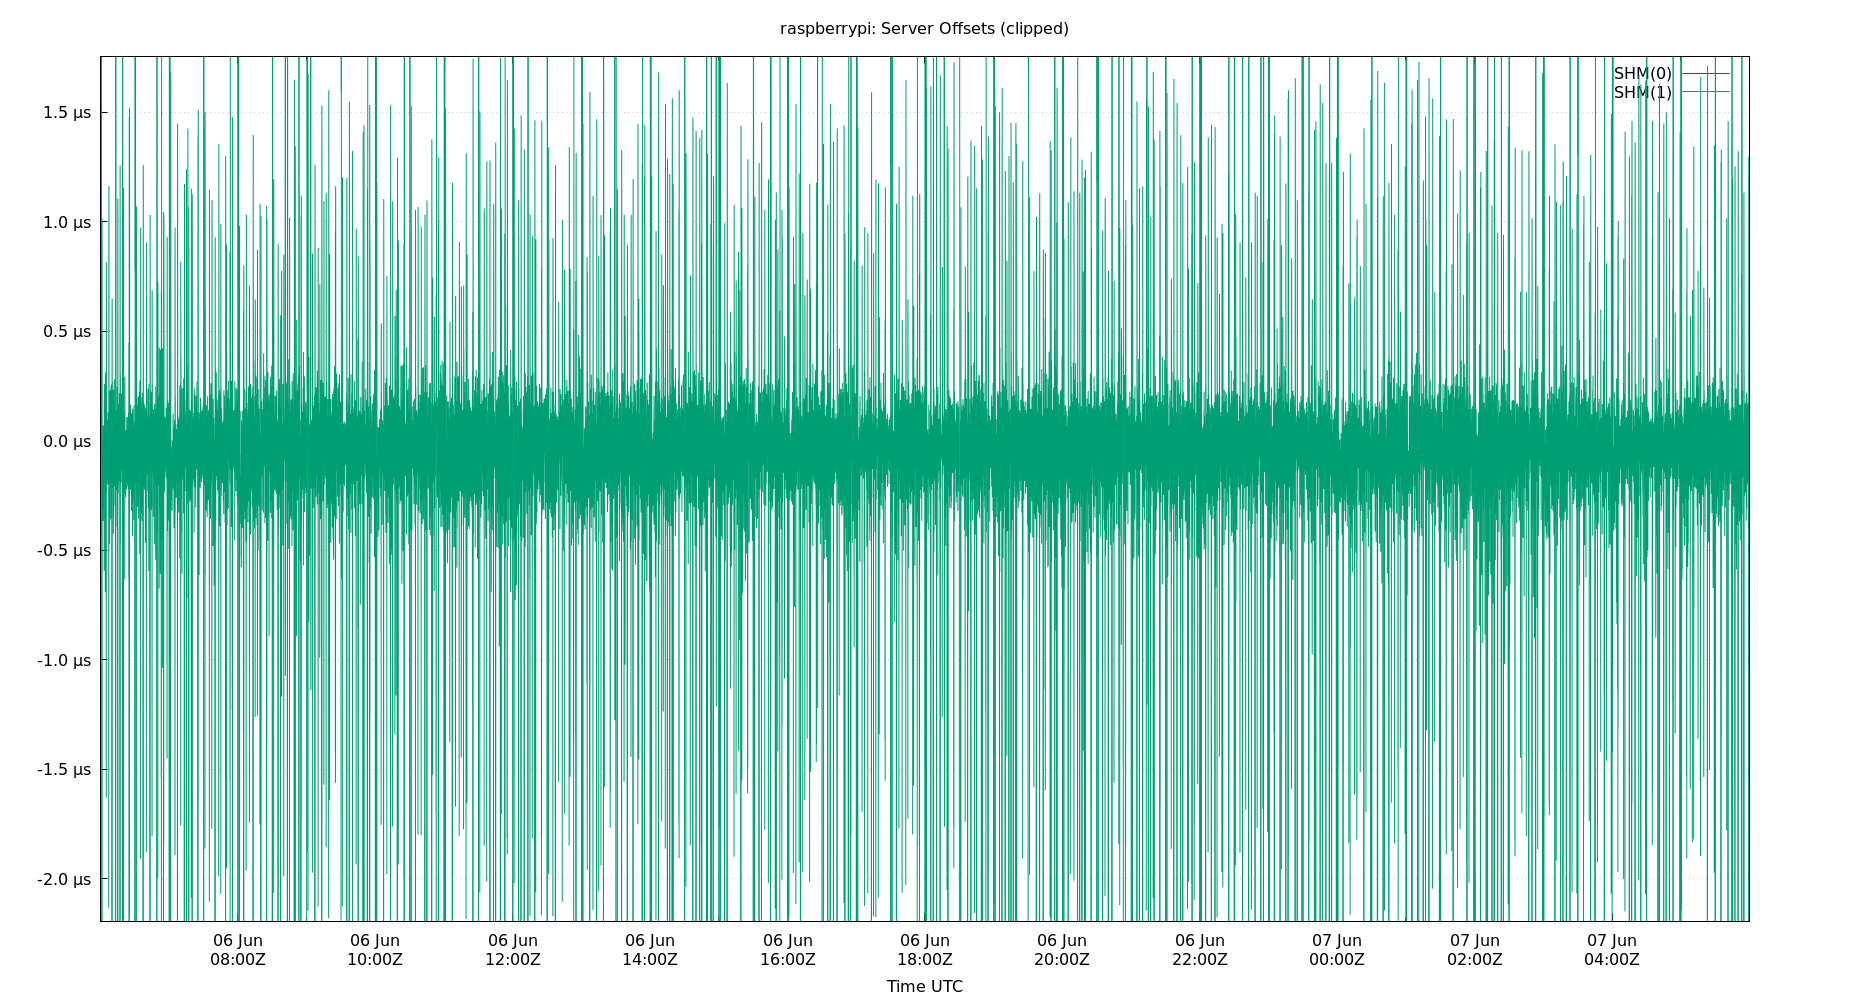 raspberrypi: Server Offsets (clipped)
SHM(0)
SHM(1)
1.5 µs
1.0 µs
0.5 µs
0.0 µs
-0.5 µs
-1.0 µs
-1.5 µs
-2.0 µs
06 Jun 06 Jun 06 Jun 06 Jun 06 Jun 06 Jun 06 Jun 06 Jun 07 Jun 07 Jun 07 Jun
08:00Z 10:00Z 12:00Z 14:00Z 16:00Z 18:00Z 20:00Z 22:00Z 00:00Z 02:00Z 04:00Z
Time UTC